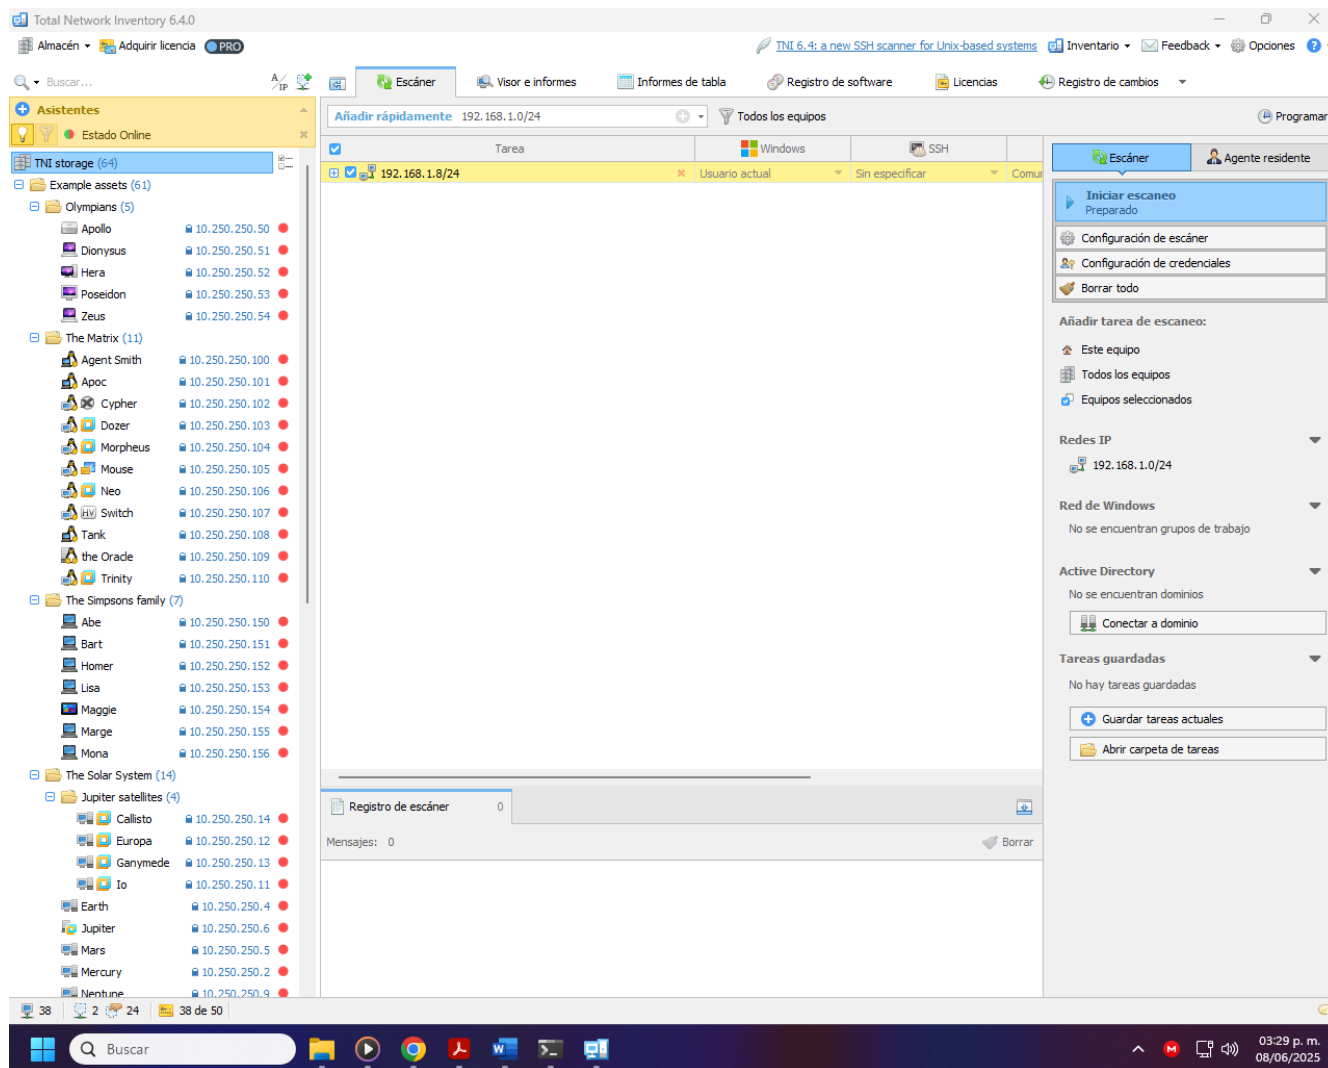 Total Network Inventory 6.4.0
Almacén
Adquirir licencia
PRO
TNI 6.4: a new SSH scanner for Unix-based systems
Inventario
Feedback
Opciones
Buscar...
A/IP
Escáner
Visor e informes
Informes de tabla
Registro de software
Licencias
Registro de cambios
Asistentes
Estado Online
TNI storage (64)
Example assets (61)
Olympians (5)
Apollo 10.250.250.50
Dionysus 10.250.250.51
Hera 10.250.250.52
Poseidon 10.250.250.53
Zeus 10.250.250.54
The Matrix (11)
Agent Smith 10.250.250.100
Apoc 10.250.250.101
Cypher 10.250.250.102
Dozer 10.250.250.103
Morpheus 10.250.250.104
Mouse 10.250.250.105
Neo 10.250.250.106
HV Switch 10.250.250.107
Tank 10.250.250.108
the Oracle 10.250.250.109
Trinity 10.250.250.110
The Simpsons family (7)
Abe 10.250.250.150
Bart 10.250.250.151
Homer 10.250.250.152
Lisa 10.250.250.153
Maggie 10.250.250.154
Marge 10.250.250.155
Mona 10.250.250.156
The Solar System (14)
Jupiter satellites (4)
Callisto 10.250.250.14
Europa 10.250.250.12
Ganymede 10.250.250.13
Io 10.250.250.11
Earth 10.250.250.4
Jupiter 10.250.250.6
Mars 10.250.250.5
Mercury 10.250.250.2
Neptune 10.250.250.9
38 2 24 38 de 50
Añadir rápidamente 192.168.1.0/24
Todos los equipos
Programar
Tarea Windows SSH
192.168.1.8/24 Usuario actual Sin especificar Comun
Registro de escáner 0
Mensajes: 0
Borrar
Escáner
Agente residente
Iniciar escaneo
Preparado
Configuración de escáner
Configuración de credenciales
Borrar todo
Añadir tarea de escaneo:
Este equipo
Todos los equipos
Equipos seleccionados
Redes IP
192.168.1.0/24
Red de Windows
No se encuentran grupos de trabajo
Active Directory
No se encuentran dominios
Conectar a dominio
Tareas guardadas
No hay tareas guardadas
Guardar tareas actuales
Abrir carpeta de tareas
Buscar
03:29 p. m.
08/06/2025